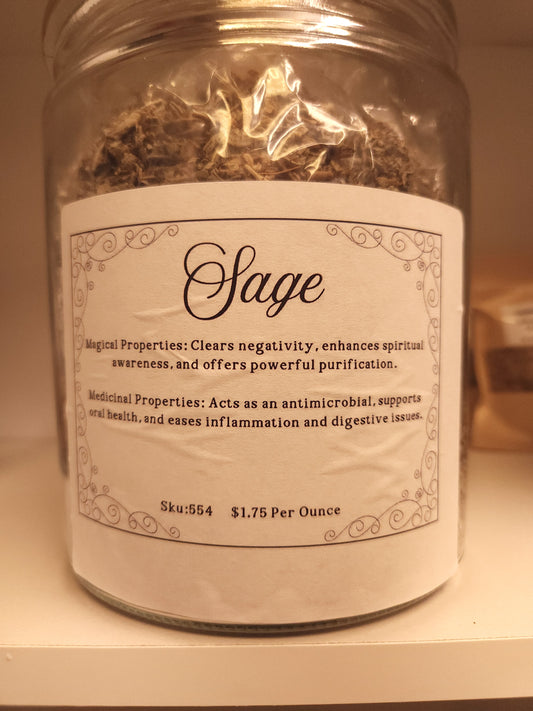 Sage
Magical Properties: Clears negativity, enhances spiritual
awareness, and offers powerful purification.
Medicinal Properties: Acts as an antimicrobial, supports
oral health, and eases inflammation and digestive issues.
Sku:554 $1.75 Per Ounce